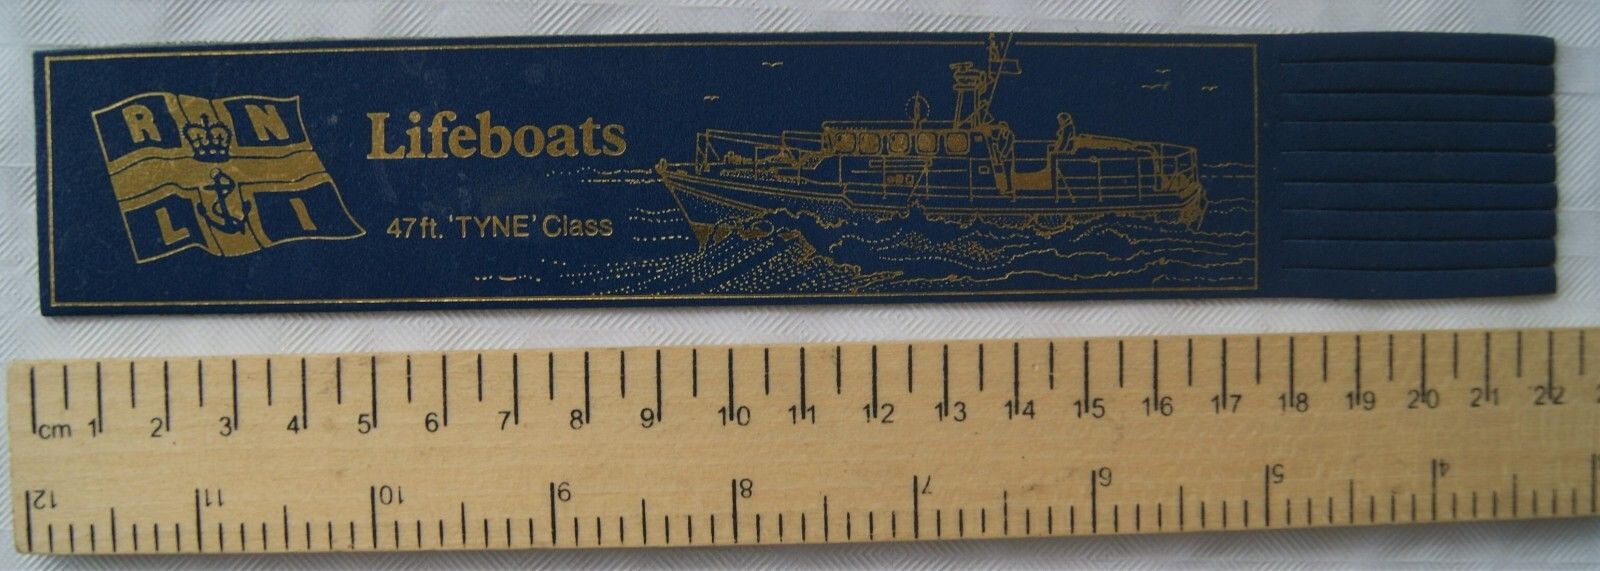 R N
L I
Lifeboats
47ft. 'TYNE' Class
cm 1 2 3 4 5 6 7 8 9 10 11 12 13 14 15 16 17 18 19 20 21 22
12 11 10 9 8 7 6 5 4